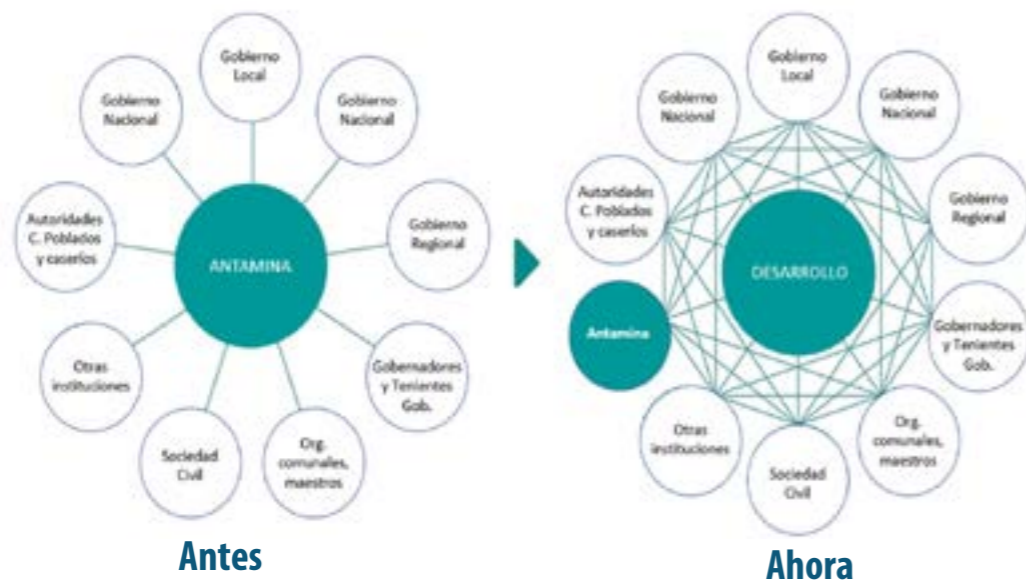 Gobierno
Local
Gobierno
Nacional
Gobierno
Nacional
Autoridades
C. Poblados
y caseríos
Gobierno
Regional
ANTAMINA
Otras
instituciones
Gobernadores
y Tenientes
Gob.
Sociedad
Civil
Org.
comunales,
maestros
Antes
Gobierno
Local
Gobierno
Nacional
Gobierno
Nacional
Autoridades
C. Poblados
y caseríos
Gobierno
Regional
DESARROLLO
Antamina
Gobernadores
y Tenientes
Gob.
Otras
instituciones
Org.
comunales,
maestros
Sociedad
Civil
Ahora